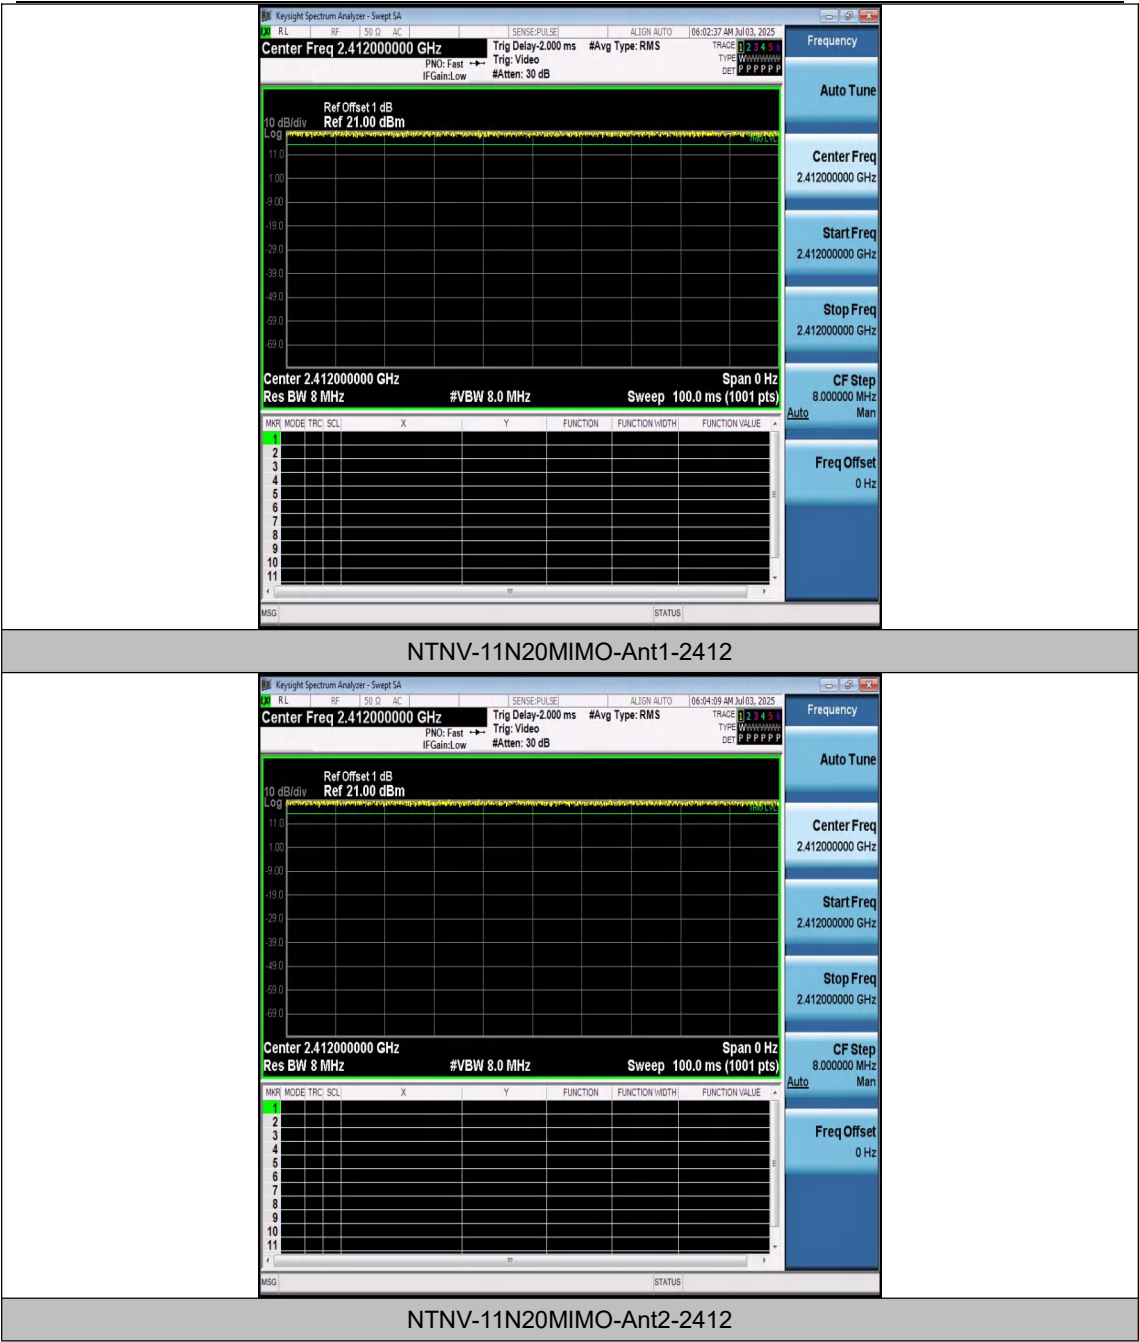 Keysight Spectrum Analyzer - Swept SA
RL RF 50 Ω AC SENSE:PULSE ALIGN AUTO 06:02:37 AM Jul 03, 2025
Center Freq 2.412000000 GHz Trig Delay-2.000 ms #Avg Type: RMS TRACE 1 2 3 4 5 6
PNO: Fast Trig: Video TYPE WWWWWW
IFGain:Low #Atten: 30 dB DET P P P P P P
Frequency
Auto Tune
Ref Offset 1 dB
10 dB/div Ref 21.00 dBm
Log
TRIG LVL
11.0
1.00
-9.00
-19.0
-29.0
-39.0
-49.0
-59.0
-69.0
Center Freq
2.412000000 GHz
Start Freq
2.412000000 GHz
Stop Freq
2.412000000 GHz
CF Step
8.000000 MHz
Auto Man
Freq Offset
0 Hz
Center 2.412000000 GHz Span 0 Hz
Res BW 8 MHz #VBW 8.0 MHz Sweep 100.0 ms (1001 pts)
MKR MODE TRC SCL X Y FUNCTION FUNCTION WIDTH FUNCTION VALUE
1
2
3
4
5
6
7
8
9
10
11
MSG STATUS
NTNV-11N20MIMO-Ant1-2412
Keysight Spectrum Analyzer - Swept SA
RL RF 50 Ω AC SENSE:PULSE ALIGN AUTO 06:04:09 AM Jul 03, 2025
Center Freq 2.412000000 GHz Trig Delay-2.000 ms #Avg Type: RMS TRACE 1 2 3 4 5 6
PNO: Fast Trig: Video TYPE WWWWWW
IFGain:Low #Atten: 30 dB DET P P P P P P
Frequency
Auto Tune
Ref Offset 1 dB
10 dB/div Ref 21.00 dBm
Log
TRIG LVL
11.0
1.00
-9.00
-19.0
-29.0
-39.0
-49.0
-59.0
-69.0
Center Freq
2.412000000 GHz
Start Freq
2.412000000 GHz
Stop Freq
2.412000000 GHz
CF Step
8.000000 MHz
Auto Man
Freq Offset
0 Hz
Center 2.412000000 GHz Span 0 Hz
Res BW 8 MHz #VBW 8.0 MHz Sweep 100.0 ms (1001 pts)
MKR MODE TRC SCL X Y FUNCTION FUNCTION WIDTH FUNCTION VALUE
1
2
3
4
5
6
7
8
9
10
11
MSG STATUS
NTNV-11N20MIMO-Ant2-2412